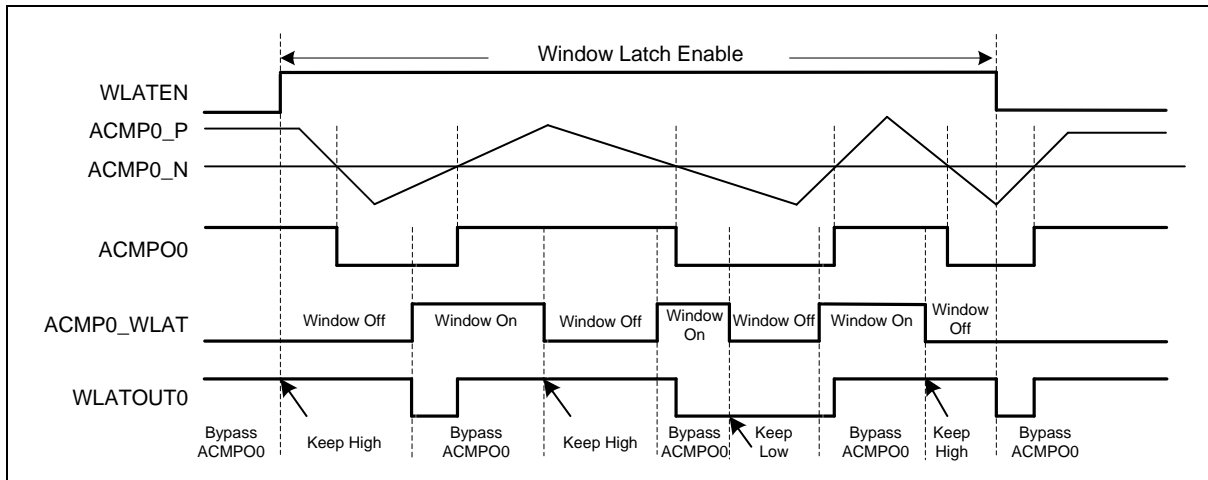 Window Latch Enable
WLATEN
ACMP0_P
ACMP0_N
ACMPO0
ACMP0_WLAT
Window Off
Window On
Window Off
Window
On
Window Off
Window On
Window
Off
WLATOUT0
Bypass
ACMPO0
Keep High
Bypass
ACMPO0
Keep High
Bypass
ACMPO0
Keep
Low
Bypass
ACMPO0
Keep
High
Bypass
ACMPO0